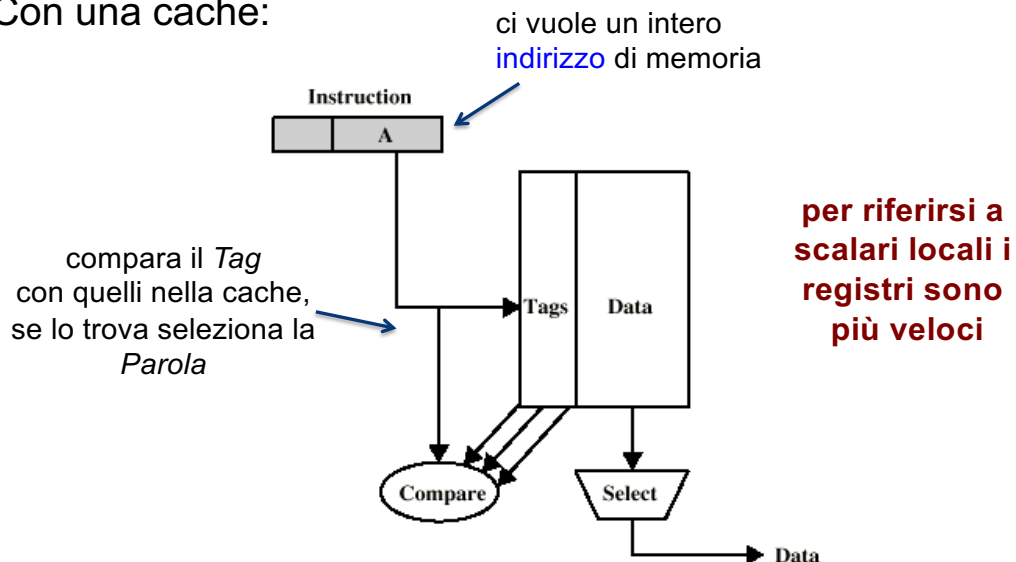 Con una cache:
ci vuole un intero
indirizzo di memoria
Instruction
A
per riferirsi a
scalari locali i
registri sono
più veloci
compara il Tag
con quelli nella cache,
se lo trova seleziona la
Parola
Tags
Data
Compare
Select
Data